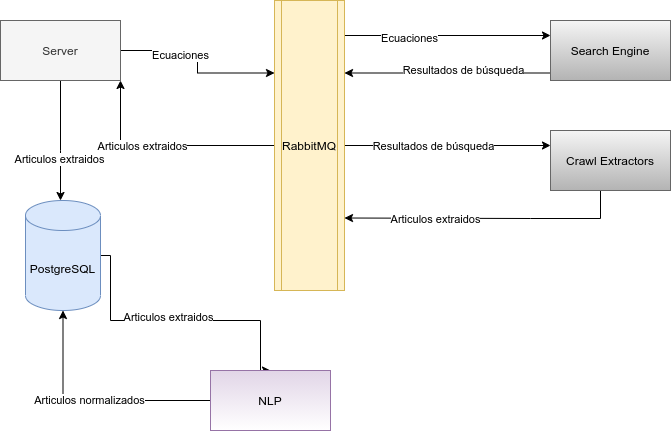 Server
Ecuaciones
Ecuaciones
Search Engine
Resultados de búsqueda
Articulos extraidos
RabbitMQ
Resultados de búsqueda
Crawl Extractors
Articulos extraidos
Articulos extraidos
PostgreSQL
Articulos extraidos
Articulos normalizados
NLP